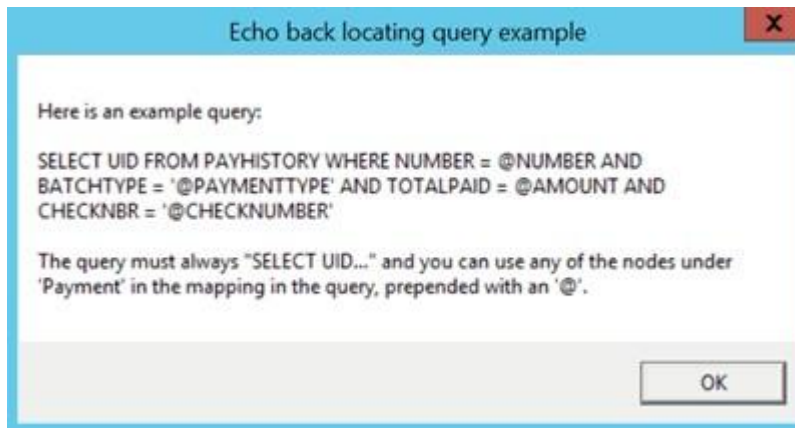 Echo back locating query example
X
Here is an example query:
SELECT UID FROM PAYHISTORY WHERE NUMBER = @NUMBER AND
BATCHTYPE = '@PAYMENTTYPE' AND TOTALPAID = @AMOUNT AND
CHECKNBR = '@CHECKNUMBER'
The query must always "SELECT UID..." and you can use any of the nodes under
'Payment' in the mapping in the query, prepended with an '@'.
OK